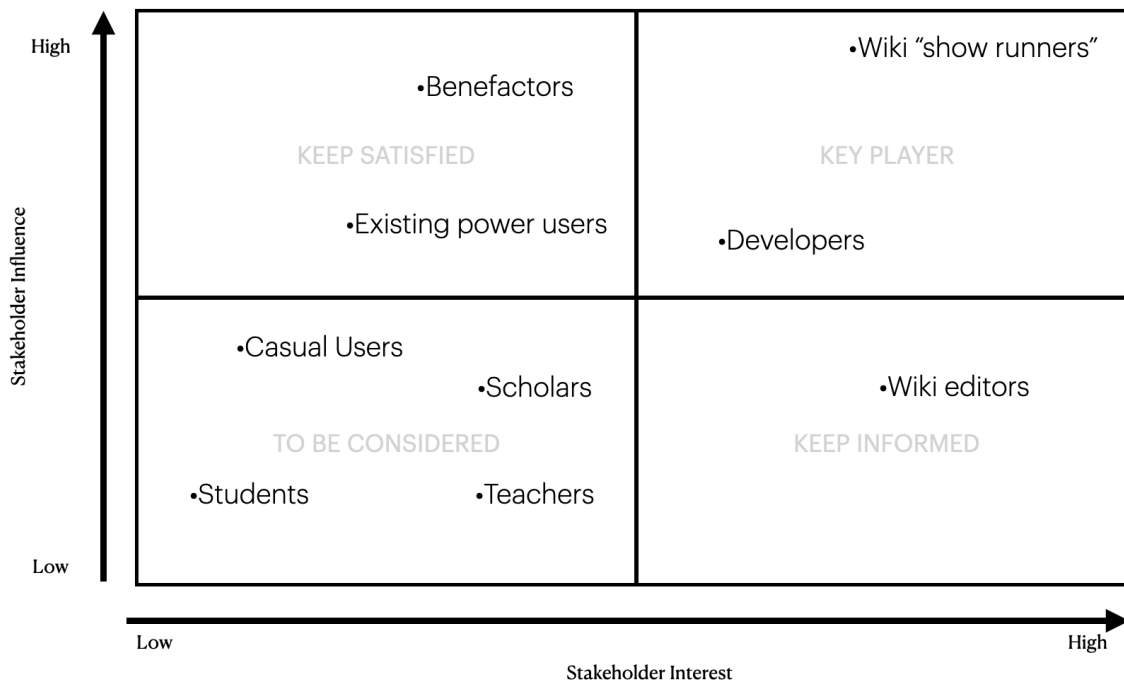 High
•Wiki “show runners”
•Benefactors
KEEP SATISFIED
KEY PLAYER
•Existing power users
•Developers
Stakeholder Influence
•Casual Users
•Scholars
•Wiki editors
TO BE CONSIDERED
KEEP INFORMED
•Students
•Teachers
Low
Low
High
Stakeholder Interest